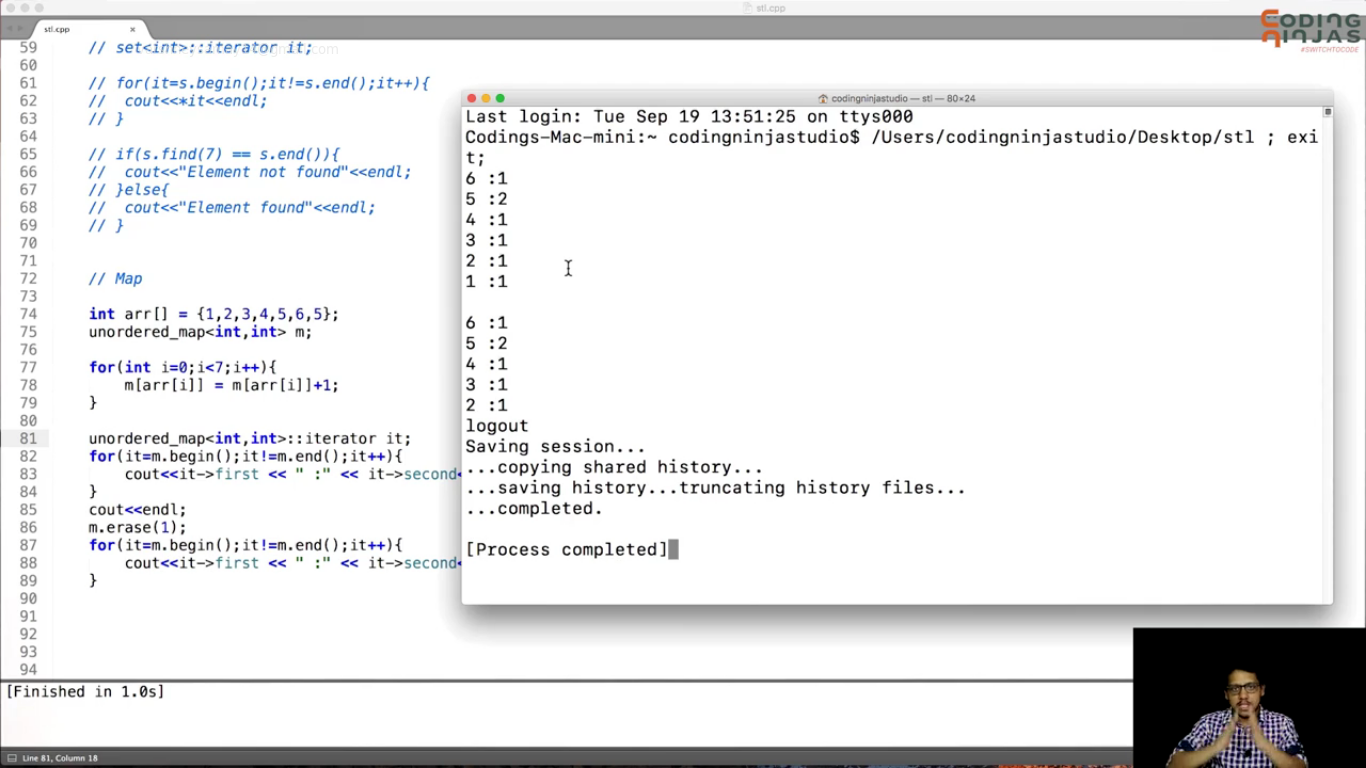 stl.cpp
CODING
NINJAS
#SWITCHTOCODE
stl.cpp
59 // set<int>::iterator it;
60
61 // for(it=s.begin();it!=s.end();it++){
62 //  cout<<*it<<endl;
63 // }
64
65 // if(s.find(7) == s.end()){
66 //  cout<<"Element not found"<<endl;
67 // }else{
68 //  cout<<"Element found"<<endl;
69 // }
70
71
72 // Map
73
74 int arr[] = {1,2,3,4,5,6,5};
75 unordered_map<int,int> m;
76
77 for(int i=0;i<7;i++){
78     m[arr[i]] = m[arr[i]]+1;
79 }
80
81 unordered_map<int,int>::iterator it;
82 for(it=m.begin();it!=m.end();it++){
83     cout<<it->first << " :" << it->second<
84 }
85 cout<<endl;
86 m.erase(1);
87 for(it=m.begin();it!=m.end();it++){
88     cout<<it->first << " :" << it->second<
89 }
90
91
92
93
94
codingninjastudio — stl — 80×24
Last login: Tue Sep 19 13:51:25 on ttys000
Codings-Mac-mini:~ codingninjastudio$ /Users/codingninjastudio/Desktop/stl ; exi
t;
6 :1
5 :2
4 :1
3 :1
2 :1
1 :1
6 :1
5 :2
4 :1
3 :1
2 :1
logout
Saving session...
...copying shared history...
...saving history...truncating history files...
...completed.
[Process completed]
[Finished in 1.0s]
Line 81, Column 18